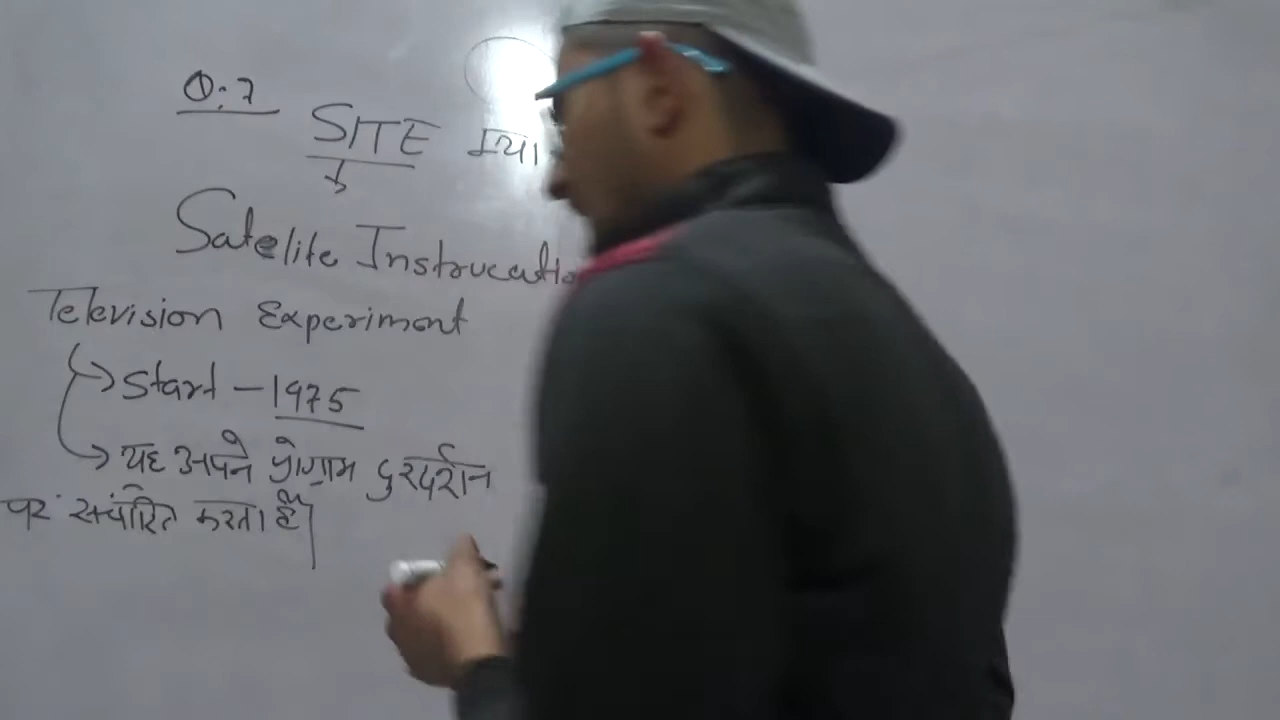 Q.7
SITE क्या
Satelite Instrucatio
Television Experiment
Start – 1975
यह अपने प्रोग्राम दुरदर्शन
पर संचारित करता है।